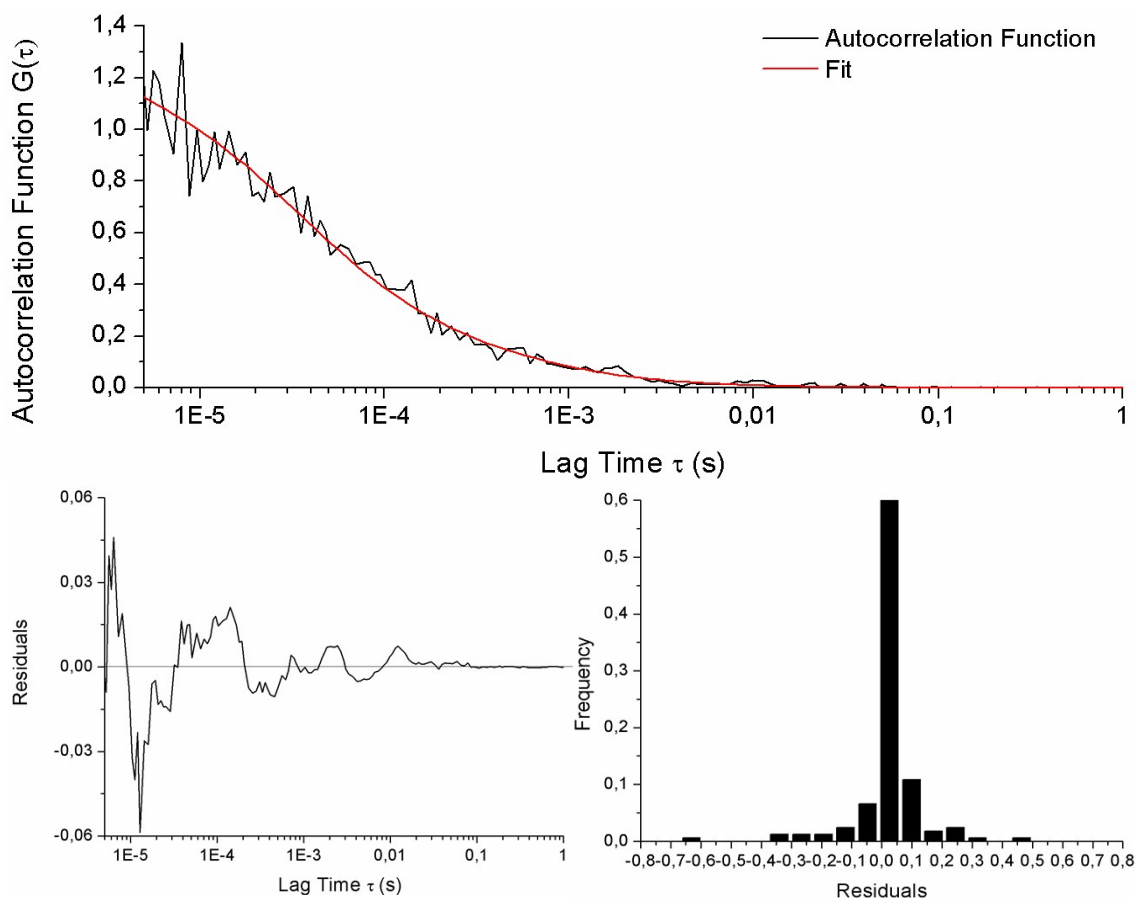 Autocorrelation Function G(τ)
1,4
1,2
1,0
0,8
0,6
0,4
0,2
0,0
Autocorrelation Function
Fit
1E-5 1E-4 1E-3 0,01 0,1 1
Lag Time τ (s)
Residuals
0,06
0,03
0,00
-0,03
-0,06
1E-5 1E-4 1E-3 0,01 0,1 1
Lag Time τ (s)
Frequency
0,6
0,5
0,4
0,3
0,2
0,1
0,0
-0,8-0,7-0,6-0,5-0,4-0,3-0,2-0,1 0,0 0,1 0,2 0,3 0,4 0,5 0,6 0,7 0,8
Residuals